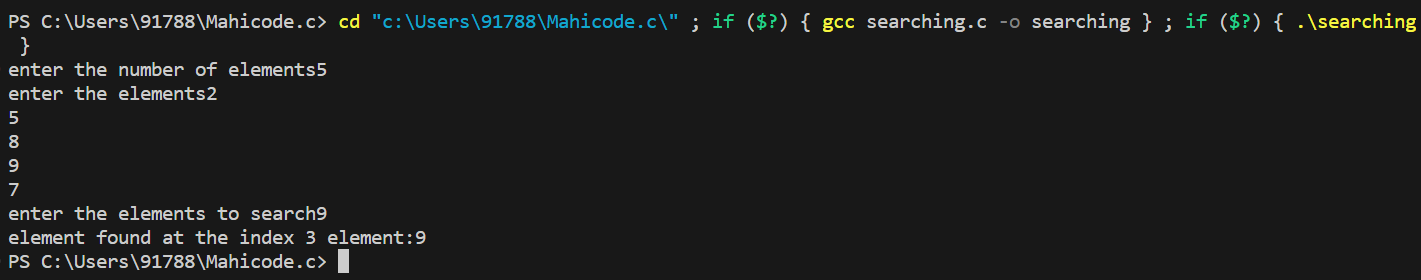 PS C:\Users\91788\Mahicode.c> cd "c:\Users\91788\Mahicode.c\" ; if ($?) { gcc searching.c -o searching } ; if ($?) { .\searching
 }
enter the number of elements5
enter the elements2
5
8
9
7
enter the elements to search9
element found at the index 3 element:9
PS C:\Users\91788\Mahicode.c>